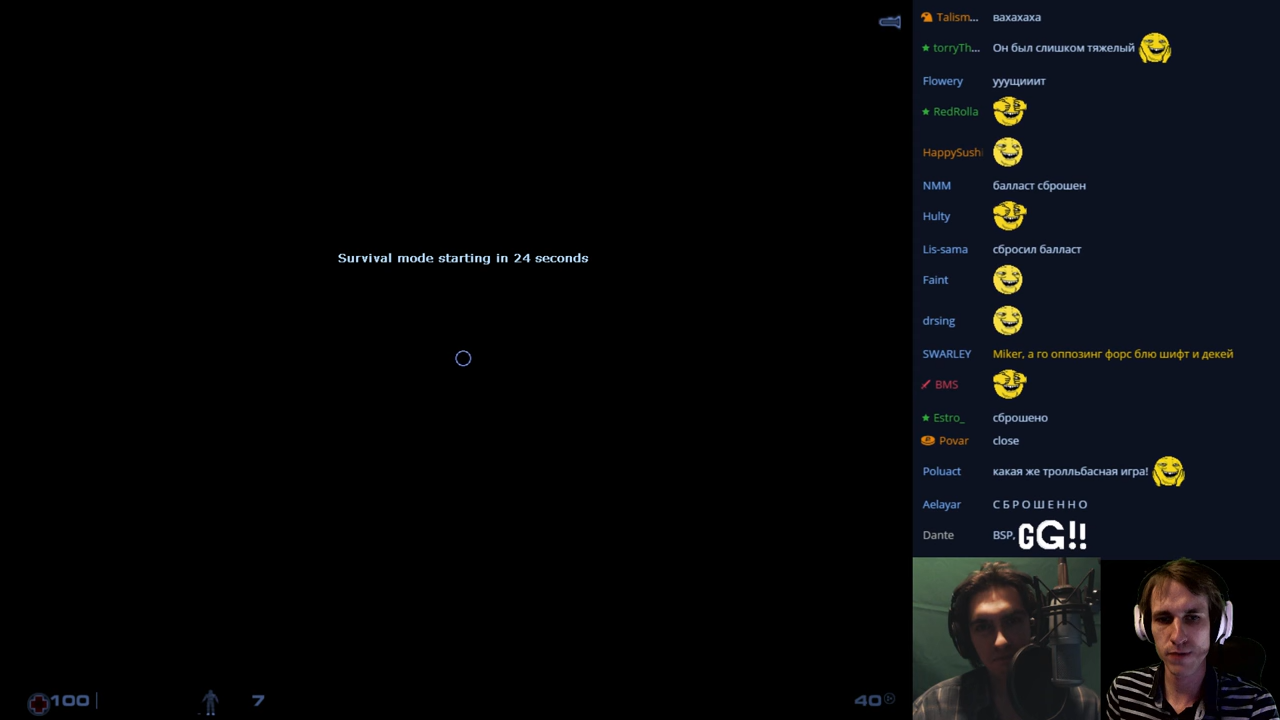 Survival mode starting in 24 seconds
100
7
40
Talism... вахахаха
torryTh... Он был слишком тяжелый
Flowery ууущииит
RedRolla
HappySushi
NMM балласт сброшен
Hulty
Lis-sama сбросил балласт
Faint
drsing
SWARLEY Miker, а го оппозинг форс блю шифт и декей
BMS
Estro_ сброшено
Povar close
Poluact какая же тролльбасная игра!
Aelayar С Б Р О Ш Е Н Н О
Dante BSP, GG!!